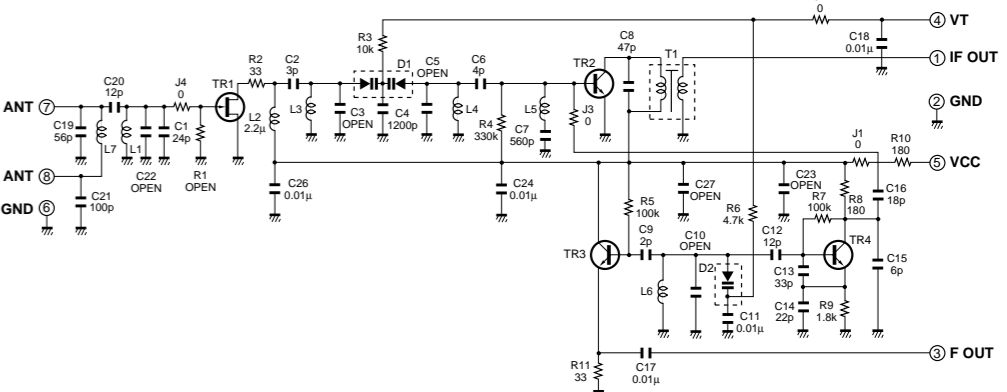 0
④ VT
R3
10k
C18
0.01μ
C8
47p
T1
① IF OUT
R2
33
C2
3p
D1
C5
OPEN
C6
4p
TR2
C20
12p
J4
0
TR1
② GND
ANT ⑦
L3
L4
L5
J3
0
C19
56p
L7
L1
C1
24p
L2
2.2μ
C3
OPEN
C4
1200p
R4
330k
C7
560p
J1
0
R10
180
⑤ VCC
ANT ⑧
C22
OPEN
R1
OPEN
C21
100p
GND ⑥
C26
0.01μ
C24
0.01μ
C27
OPEN
C23
OPEN
R5
100k
R6
4.7k
R7
100k
R8
180
C16
18p
C9
2p
C10
OPEN
C12
12p
TR3
TR4
D2
L6
C13
33p
C15
6p
C14
22p
R9
1.8k
C11
0.01μ
③ F OUT
R11
33
C17
0.01μ